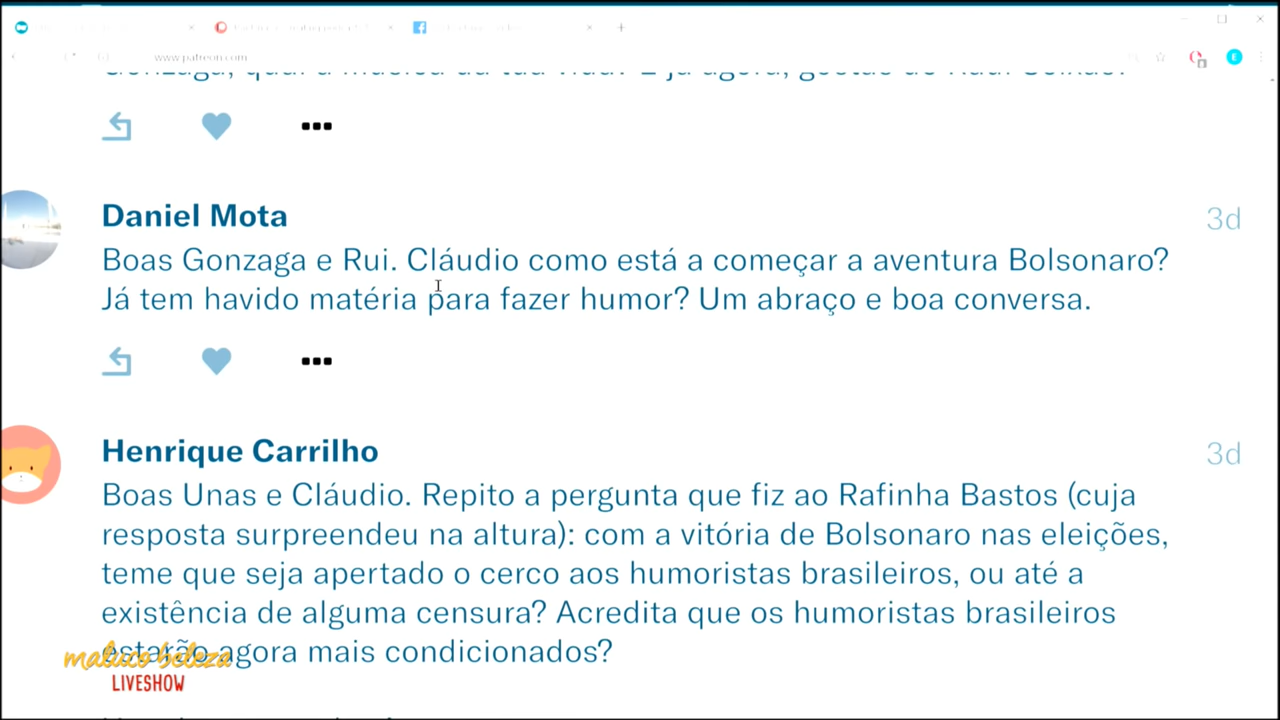 www.patreon.com
Daniel Mota
3d
Boas Gonzaga e Rui. Cláudio como está a começar a aventura Bolsonaro?
Já tem havido matéria para fazer humor? Um abraço e boa conversa.
Henrique Carrilho
3d
Boas Unas e Cláudio. Repito a pergunta que fiz ao Rafinha Bastos (cuja
resposta surpreendeu na altura): com a vitória de Bolsonaro nas eleições,
teme que seja apertado o cerco aos humoristas brasileiros, ou até a
existência de alguma censura? Acredita que os humoristas brasileiros
estarão agora mais condicionados?
maluco beleza
LIVESHOW